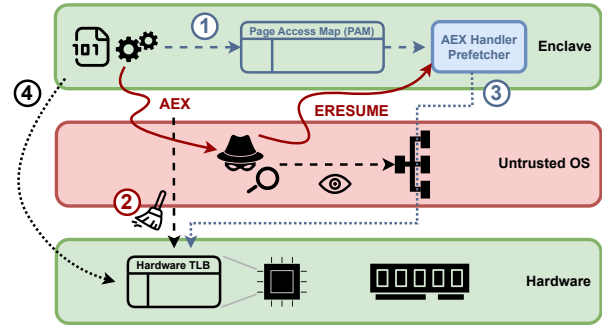 1
Page Access Map (PAM)
101
AEX Handler
Prefetcher
Enclave
4
3
AEX
ERESUME
Untrusted OS
2
Hardware TLB
Hardware